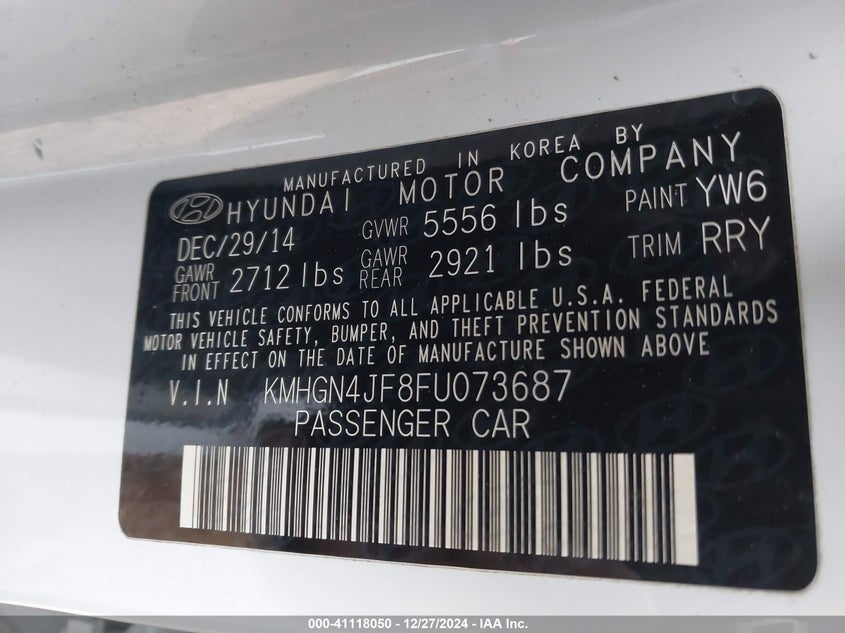 MANUFACTURED IN KOREA BY
HYUNDAI MOTOR COMPANY
DEC/29/14 GVWR 5556 lbs PAINT YW6
GAWR FRONT 2712 lbs GAWR REAR 2921 lbs TRIM RRY
THIS VEHICLE CONFORMS TO ALL APPLICABLE U.S.A. FEDERAL
MOTOR VEHICLE SAFETY, BUMPER, AND THEFT PREVENTION STANDARDS
IN EFFECT ON THE DATE OF MANUFACTURE SHOWN ABOVE
V.I.N KMHGN4JF8FU073687
PASSENGER CAR
000-41118050 - 12/27/2024 - IAA Inc.